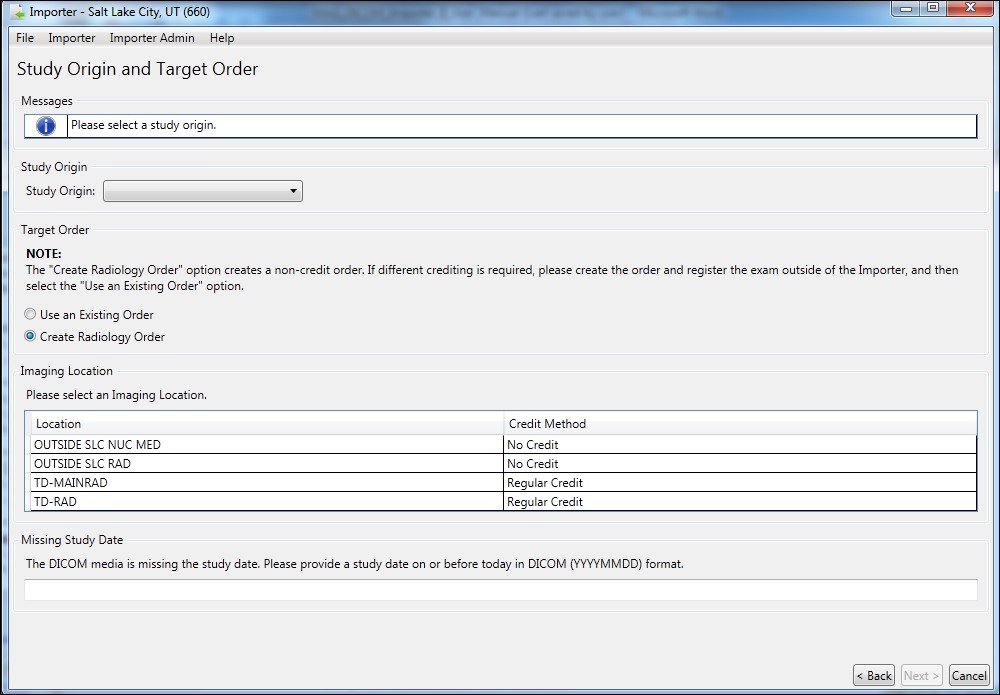 Importer - Salt Lake City, UT (660)
File Importer Importer Admin Help
Study Origin and Target Order
Messages
Please select a study origin.
Study Origin
Study Origin:
Target Order
NOTE:
The "Create Radiology Order" option creates a non-credit order. If different crediting is required, please create the order and register the exam outside of the Importer, and then
select the "Use an Existing Order" option.
Use an Existing Order
Create Radiology Order
Imaging Location
Please select an Imaging Location.
Location Credit Method
OUTSIDE SLC NUC MED No Credit
OUTSIDE SLC RAD No Credit
TD-MAINRAD Regular Credit
TD-RAD Regular Credit
Missing Study Date
The DICOM media is missing the study date. Please provide a study date on or before today in DICOM (YYYYMMDD) format.
< Back Next > Cancel